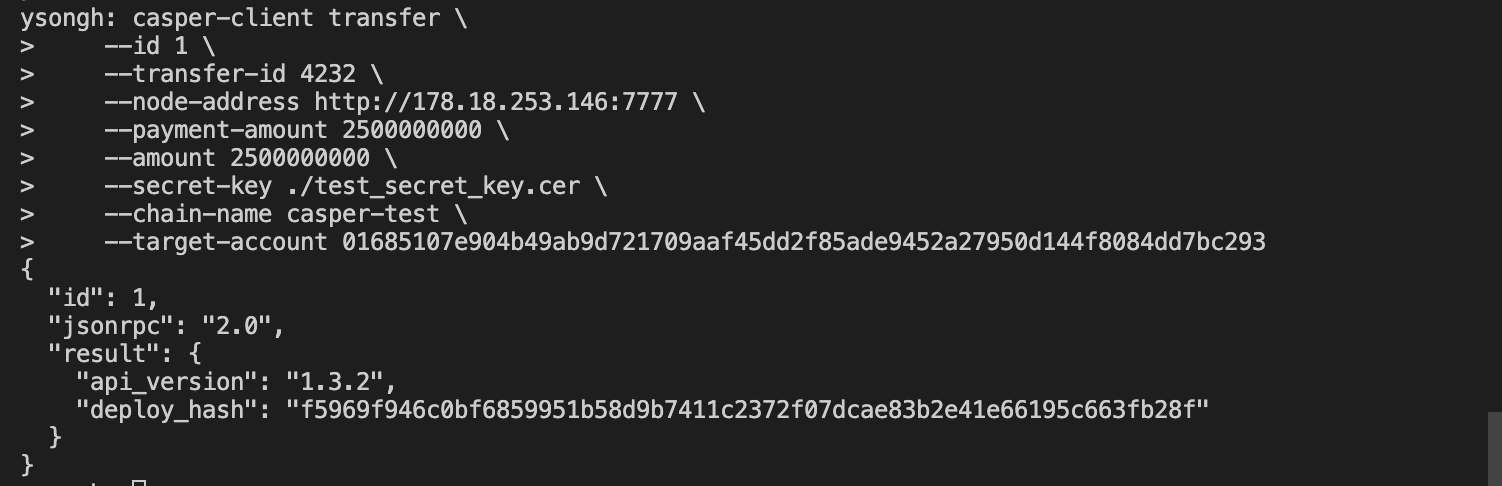 ysongh: casper-client transfer \
>     --id 1 \
>     --transfer-id 4232 \
>     --node-address http://178.18.253.146:7777 \
>     --payment-amount 2500000000 \
>     --amount 2500000000 \
>     --secret-key ./test_secret_key.cer \
>     --chain-name casper-test \
>     --target-account 01685107e904b49ab9d721709aaf45dd2f85ade9452a27950d144f8084dd7bc293
{
  "id": 1,
  "jsonrpc": "2.0",
  "result": {
    "api_version": "1.3.2",
    "deploy_hash": "f5969f946c0bf6859951b58d9b7411c2372f07dcae83b2e41e66195c663fb28f"
  }
}